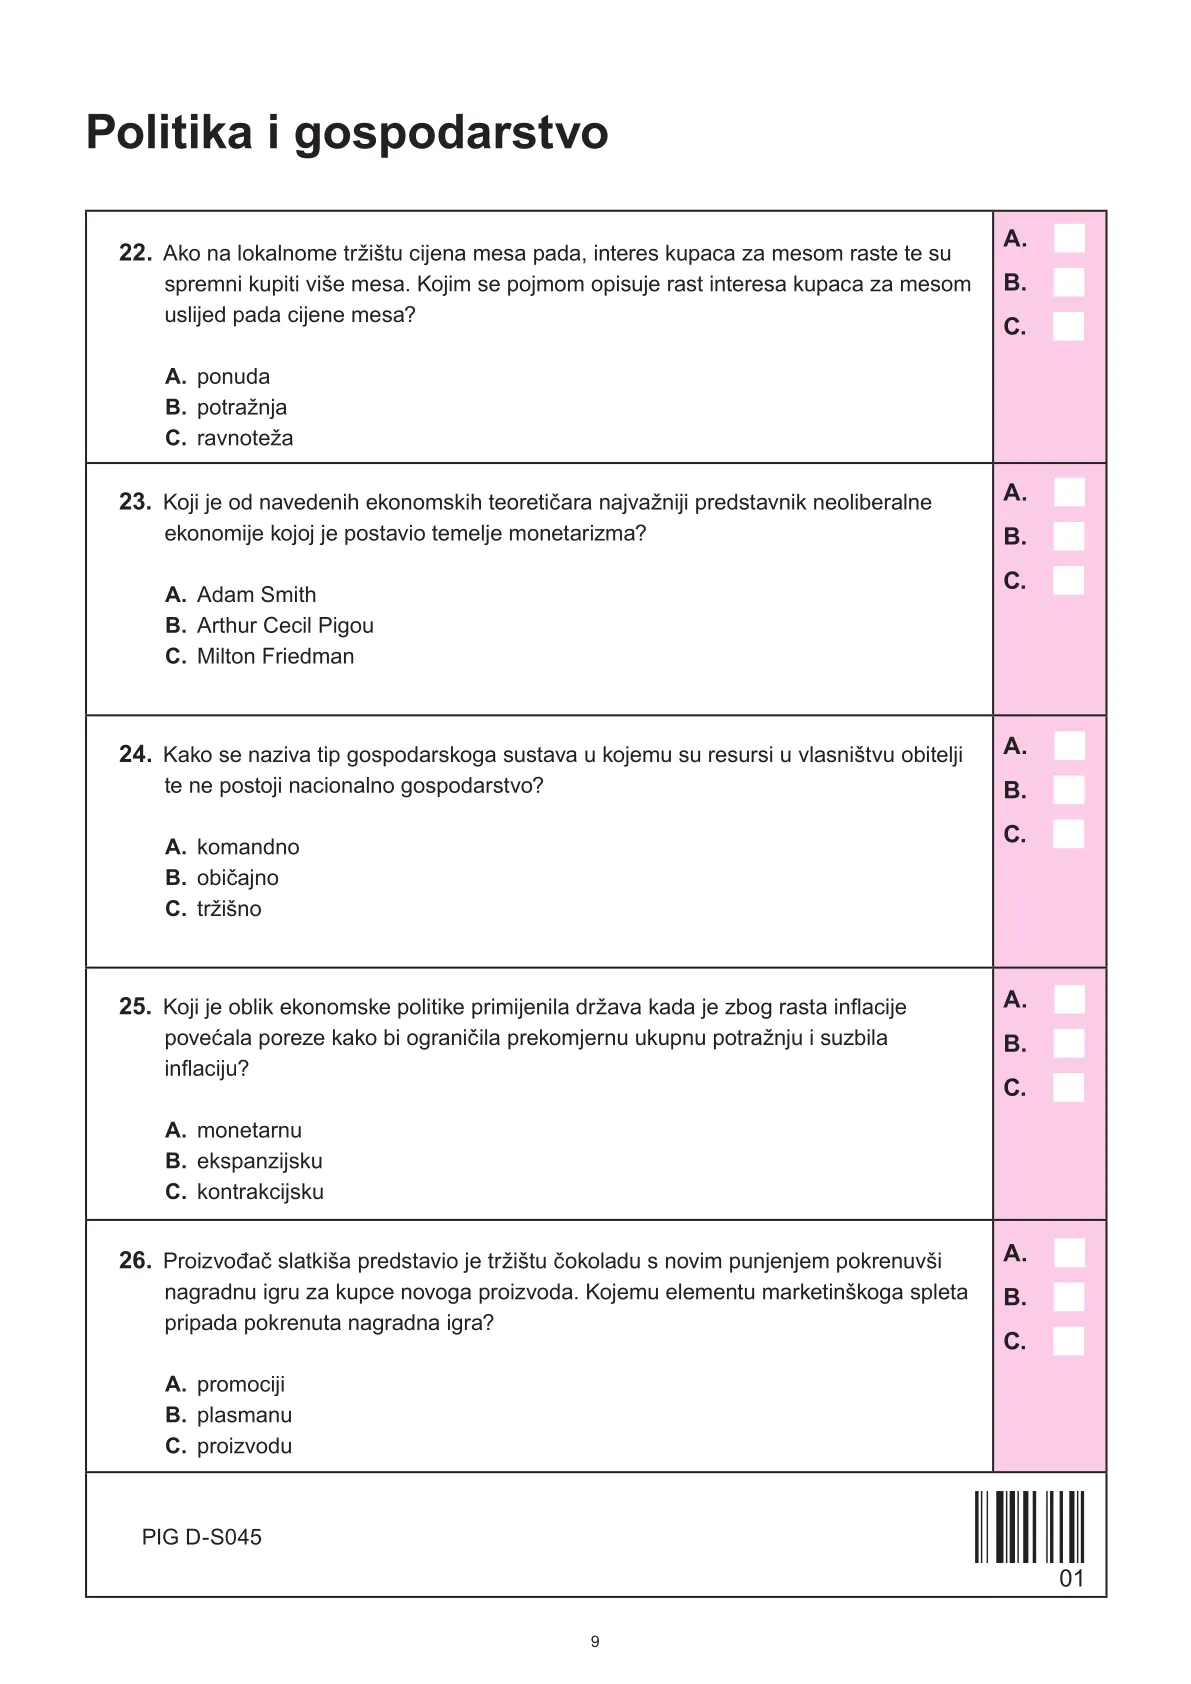 Politika i gospodarstvo
22. Ako na lokalnome tržištu cijena mesa pada, interes kupaca za mesom raste te su
spremni kupiti više mesa. Kojim se pojmom opisuje rast interesa kupaca za mesom
uslijed pada cijene mesa?
A. ponuda
B. potražnja
C. ravnoteža
A.
B.
C.
23. Koji je od navedenih ekonomskih teoretičara najvažniji predstavnik neoliberalne
ekonomije kojoj je postavio temelje monetarizma?
A. Adam Smith
B. Arthur Cecil Pigou
C. Milton Friedman
A.
B.
C.
24. Kako se naziva tip gospodarskoga sustava u kojemu su resursi u vlasništvu obitelji
te ne postoji nacionalno gospodarstvo?
A. komandno
B. običajno
C. tržišno
A.
B.
C.
25. Koji je oblik ekonomske politike primijenila država kada je zbog rasta inflacije
povećala poreze kako bi ograničila prekomjernu ukupnu potražnju i suzbila
inflaciju?
A. monetarnu
B. ekspanzijsku
C. kontrakcijsku
A.
B.
C.
26. Proizvođač slatkiša predstavio je tržištu čokoladu s novim punjenjem pokrenuvši
nagradnu igru za kupce novoga proizvoda. Kojemu elementu marketinškoga spleta
pripada pokrenuta nagradna igra?
A. promociji
B. plasmanu
C. proizvodu
A.
B.
C.
PIG D-S045
01
9